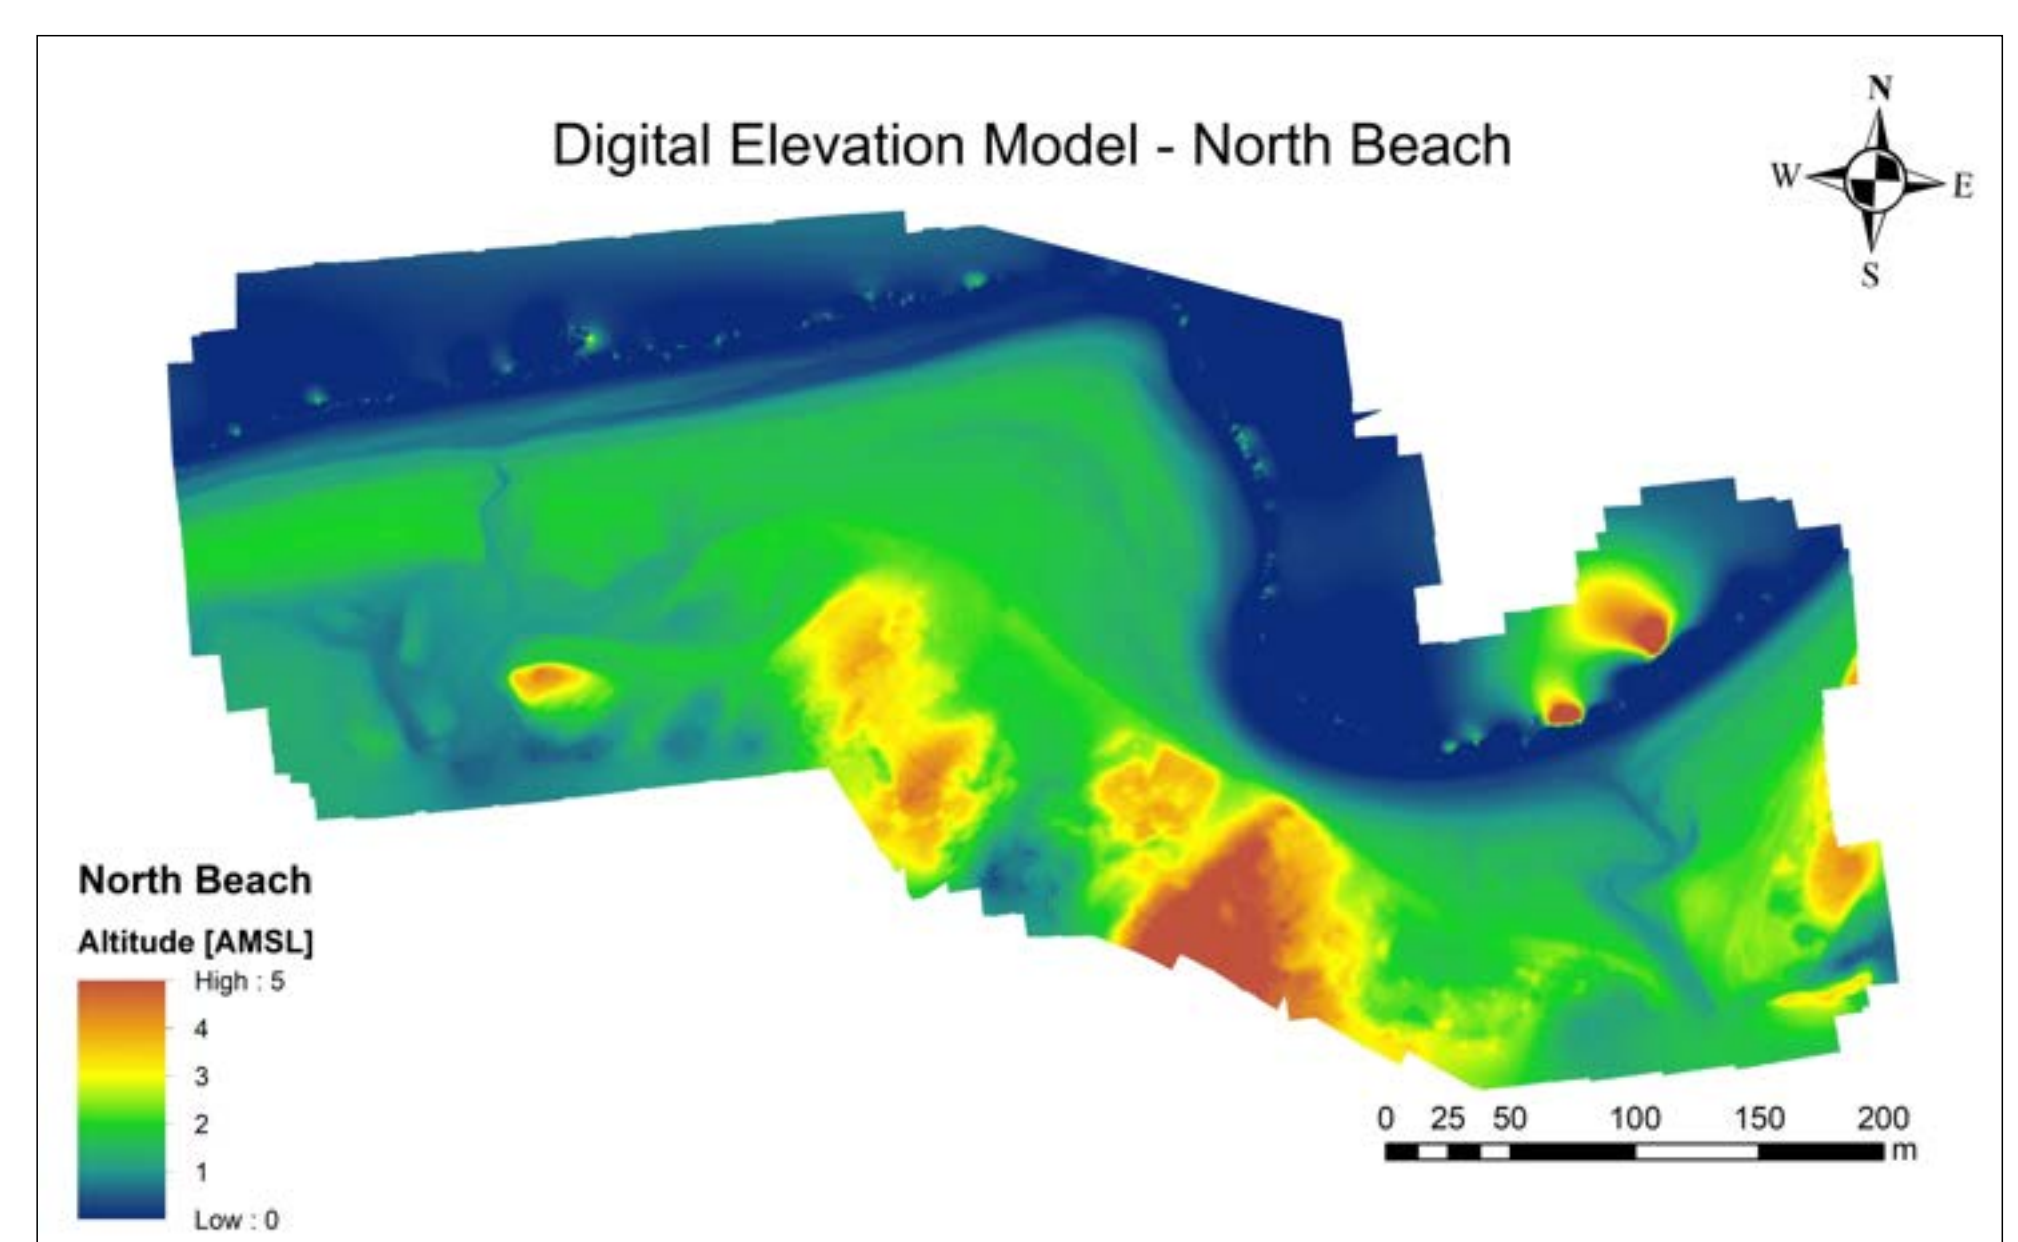 N
Digital Elevation Model - North Beach
W E
S
North Beach
Altitude [AMSL]
High : 5
4
3
2
1
Low : 0
0 25 50 100 150 200
m